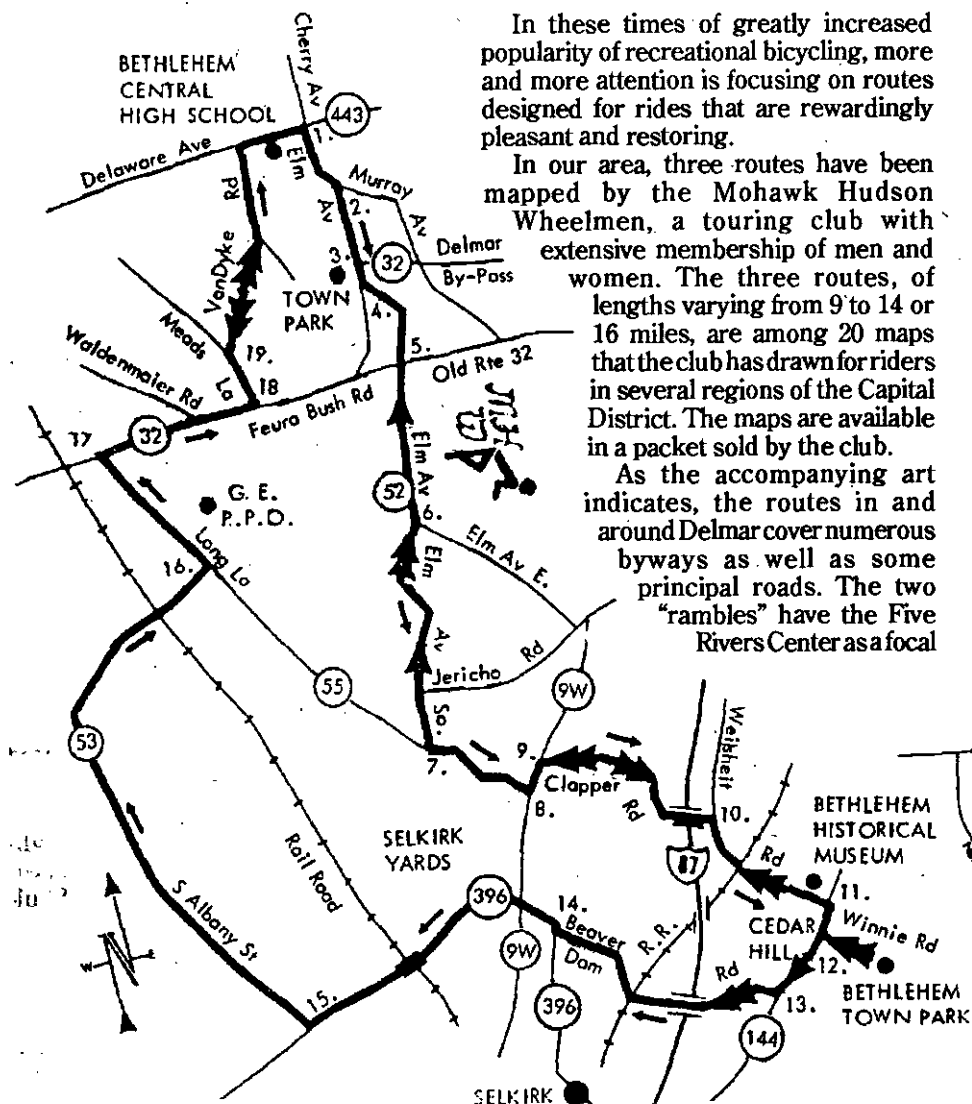 In these times of greatly increased
popularity of recreational bicycling, more
and more attention is focusing on routes
designed for rides that are rewardingly
pleasant and restoring.
In our area, three routes have been
mapped by the Mohawk Hudson
Wheelmen, a touring club with
extensive membership of men and
women. The three routes, of
lengths varying from 9 to 14 or
16 miles, are among 20 maps
that the club has drawn for riders
in several regions of the Capital
District. The maps are available
in a packet sold by the club.
As the accompanying art
indicates, the routes in and
around Delmar cover numerous
byways as well as some
principal roads. The two
"rambles" have the Five
Rivers Center as a focal
BETHLEHEM
CENTRAL
HIGH SCHOOL
Cherry Av
443
1.
Delaware Ave
Elm
Av
Murray
Av
2.
3.
32
Delmar
By-Pass
VanDyke
Rd
TOWN
PARK
4.
5.
Old Rte 32
Meads
La
Waldenmaier Rd
19.
18
Feura Bush Rd
17
32
G. E.
P.P.D.
Long La
16.
52
Elm Av
6.
Elm
Av
So.
Elm Av E.
Jericho
Rd
9W
55
7.
53
9.
8.
Clapper
Rd
Weisheit
Rd
10.
87
BETHLEHEM
HISTORICAL
MUSEUM
11.
Winnie Rd
CEDAR
HILL
12.
BETHLEHEM
TOWN PARK
13.
144
SELKIRK
YARDS
Rail Road
396
14.
Beaver
Dam
Rd
R.R.
9W
396
S Albany St
15.
SELKIRK
W
N
E